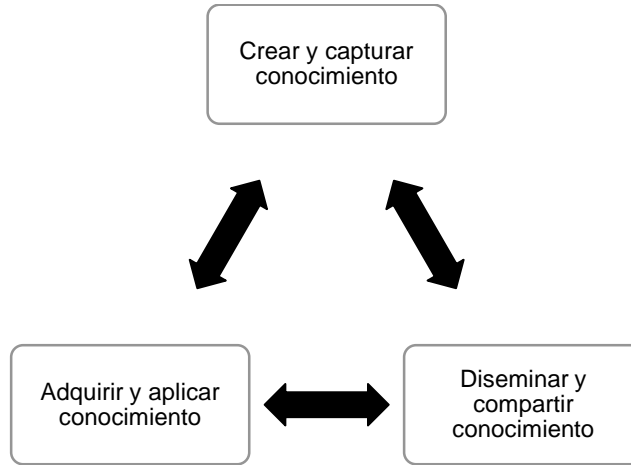 Crear y capturar
conocimiento
Adquirir y aplicar
conocimiento
Diseminar y
compartir
conocimiento